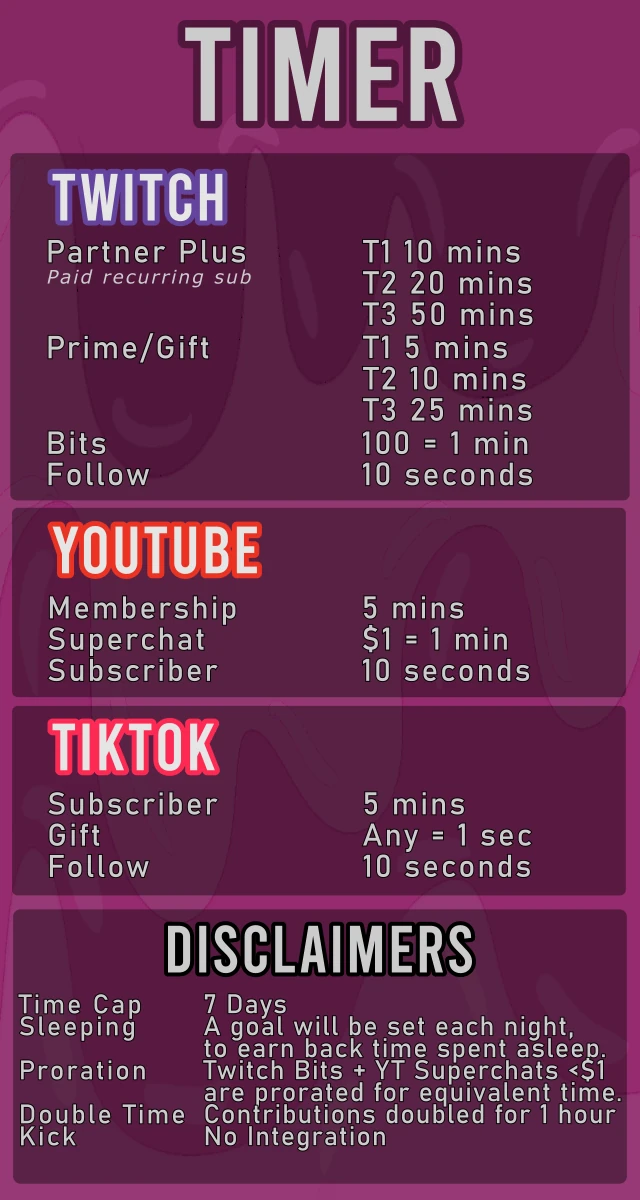 TIMER
TWITCH
Partner Plus T1 10 mins
Paid recurring sub T2 20 mins
T3 50 mins
Prime/Gift T1 5 mins
T2 10 mins
T3 25 mins
Bits 100 = 1 min
Follow 10 seconds
YOUTUBE
Membership 5 mins
Superchat $1 = 1 min
Subscriber 10 seconds
TIKTOK
Subscriber 5 mins
Gift Any = 1 sec
Follow 10 seconds
DISCLAIMERS
Time Cap 7 Days
Sleeping A goal will be set each night,
to earn back time spent asleep.
Proration Twitch Bits + YT Superchats <$1
are prorated for equivalent time.
Double Time Contributions doubled for 1 hour
Kick No Integration